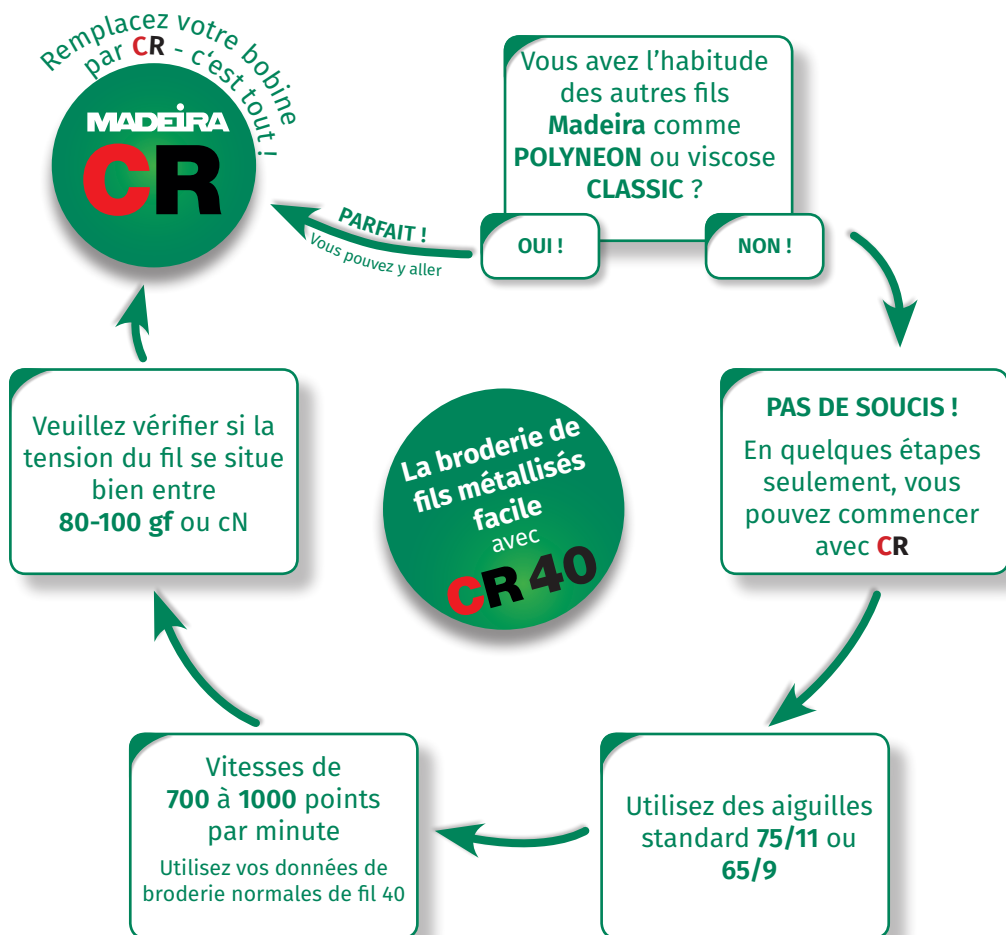 Remplacez votre bobine
par CR - c'est tout !
MADEIRA
CR
Vous avez l'habitude
des autres fils
Madeira comme
POLYNEON ou viscose
CLASSIC ?
OUI !
NON !
PARFAIT !
Vous pouvez y aller
PAS DE SOUCIS !
En quelques étapes
seulement, vous
pouvez commencer
avec CR
Utilisez des aiguilles
standard 75/11 ou
65/9
Vitesses de
700 à 1000 points
par minute
Utilisez vos données de
broderie normales de fil 40
Veuillez vérifier si la
tension du fil se situe
bien entre
80-100 gf ou cN
La broderie de
fils métallisés
facile
avec
CR 40